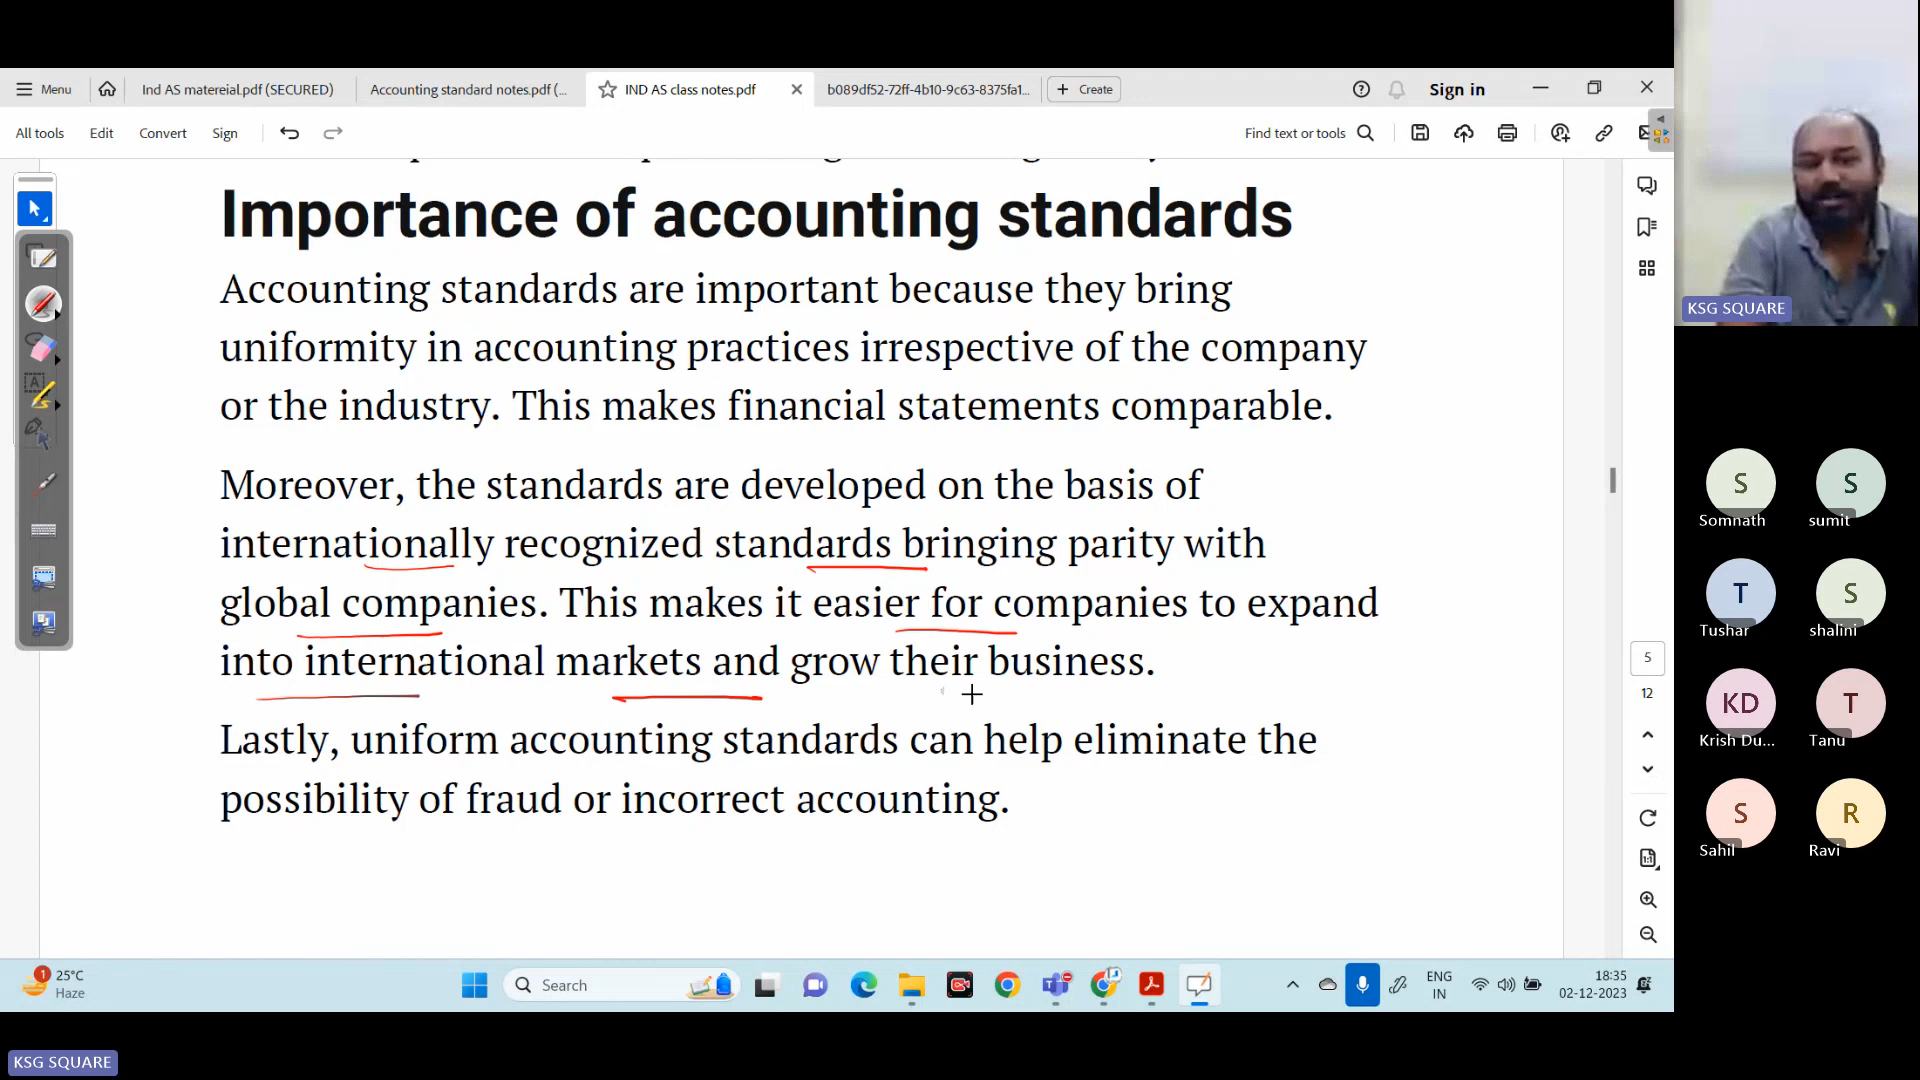 Menu
Ind AS matereial.pdf (SECURED)
Accounting standard notes.pdf (...
IND AS class notes.pdf
b089df52-72ff-4b10-9c63-8375fa1...
Create
Sign in
All tools
Edit
Convert
Sign
Find text or tools
Importance of accounting standards
Accounting standards are important because they bring
uniformity in accounting practices irrespective of the company
or the industry. This makes financial statements comparable.
Moreover, the standards are developed on the basis of
internationally recognized standards bringing parity with
global companies. This makes it easier for companies to expand
into international markets and grow their business.
Lastly, uniform accounting standards can help eliminate the
possibility of fraud or incorrect accounting.
5
12
KSG SQUARE
S
Somnath
S
sumit
T
Tushar
S
shalini
KD
Krish Du...
T
Tanu
S
Sahil
R
Ravi
1
25°C
Haze
Search
ENG
IN
18:35
02-12-2023
KSG SQUARE